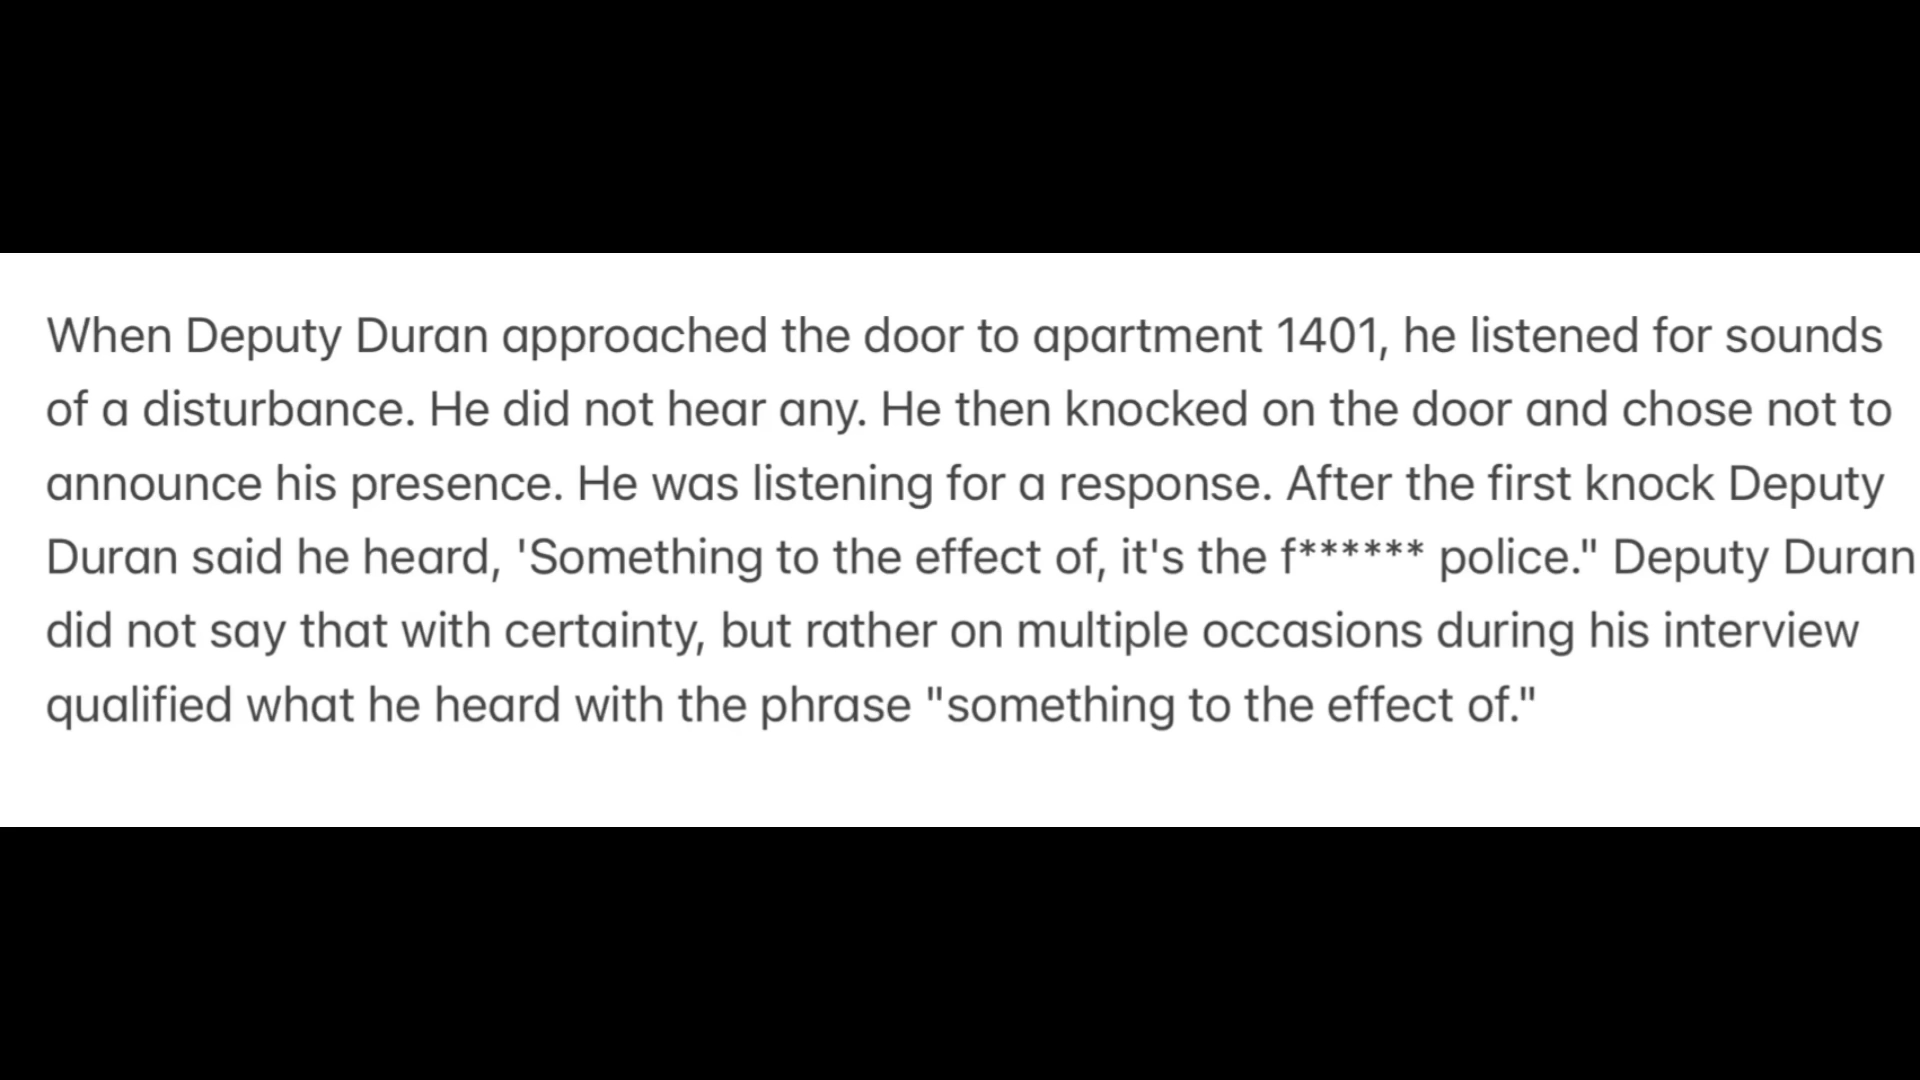 When Deputy Duran approached the door to apartment 1401, he listened for sounds
of a disturbance. He did not hear any. He then knocked on the door and chose not to
announce his presence. He was listening for a response. After the first knock Deputy
Duran said he heard, 'Something to the effect of, it's the f****** police." Deputy Duran
did not say that with certainty, but rather on multiple occasions during his interview
qualified what he heard with the phrase "something to the effect of."